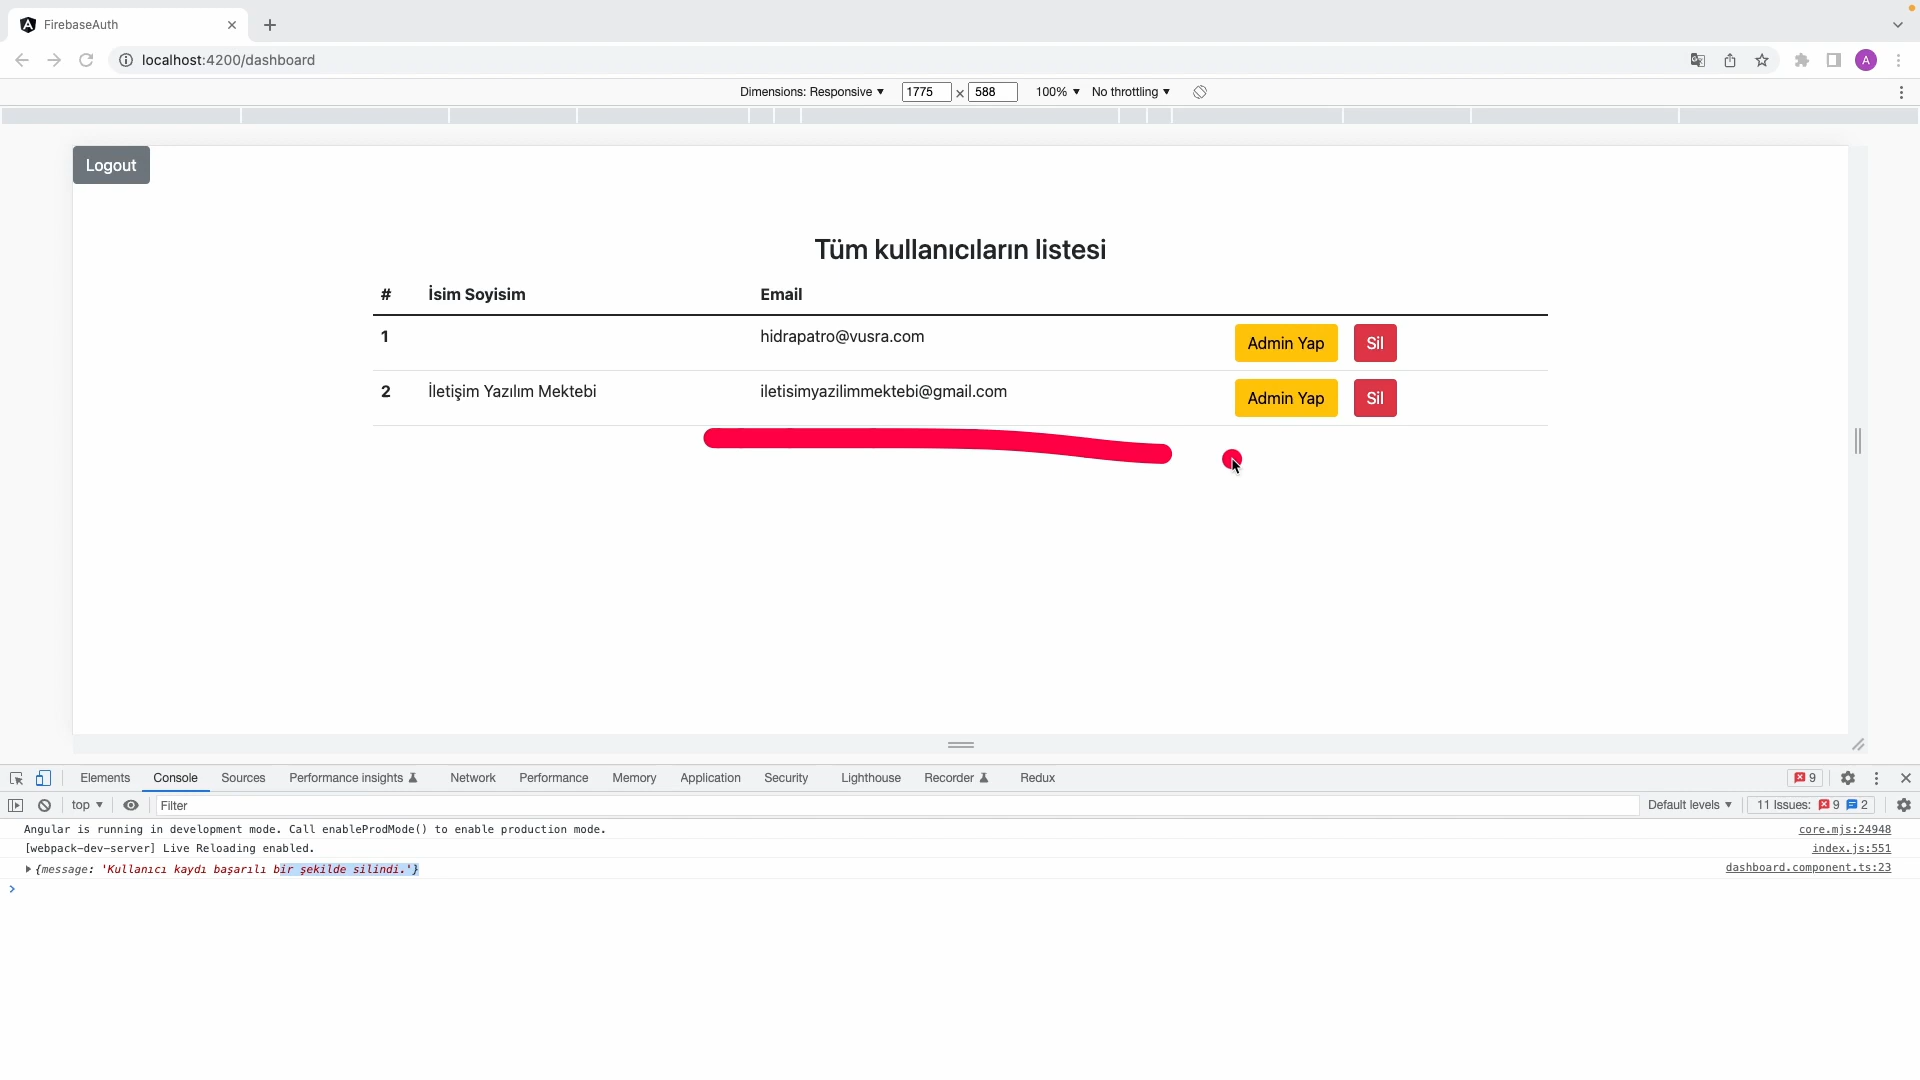 FirebaseAuth
localhost:4200/dashboard
A
Dimensions: Responsive 1775 × 588 100% No throttling
Logout
Tüm kullanıcıların listesi
# İsim Soyisim Email
1 hidrapatro@vusra.com Admin Yap Sil
2 İletişim Yazılım Mektebi iletisimyazilimmektebi@gmail.com Admin Yap Sil
Elements Console Sources Performance insights Network Performance Memory Application Security Lighthouse Recorder Redux 9
top Filter Default levels 11 Issues: 9 2
Angular is running in development mode. Call enableProdMode() to enable production mode. core.mjs:24948
[webpack-dev-server] Live Reloading enabled. index.js:551
{message: 'Kullanıcı kaydı başarılı bir şekilde silindi.'} dashboard.component.ts:23